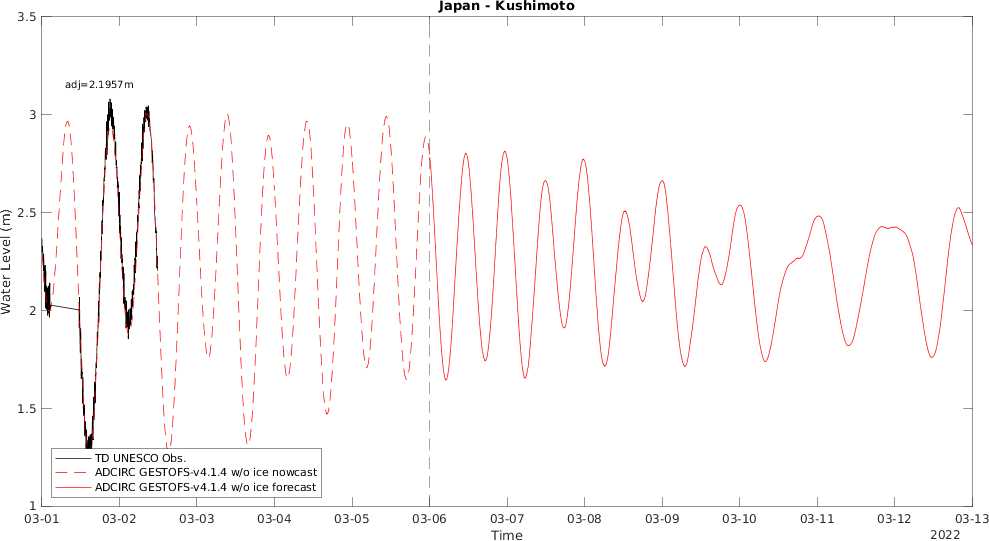 Japan - Kushimoto
3.5
adj=2.1957m
3
2.5
Water Level (m)
2
1.5
TD UNESCO Obs.
ADCIRC GESTOFS-v4.1.4 w/o ice nowcast
ADCIRC GESTOFS-v4.1.4 w/o ice forecast
1
03-01 03-02 03-03 03-04 03-05 03-06 03-07 03-08 03-09 03-10 03-11 03-12 03-13
Time
2022